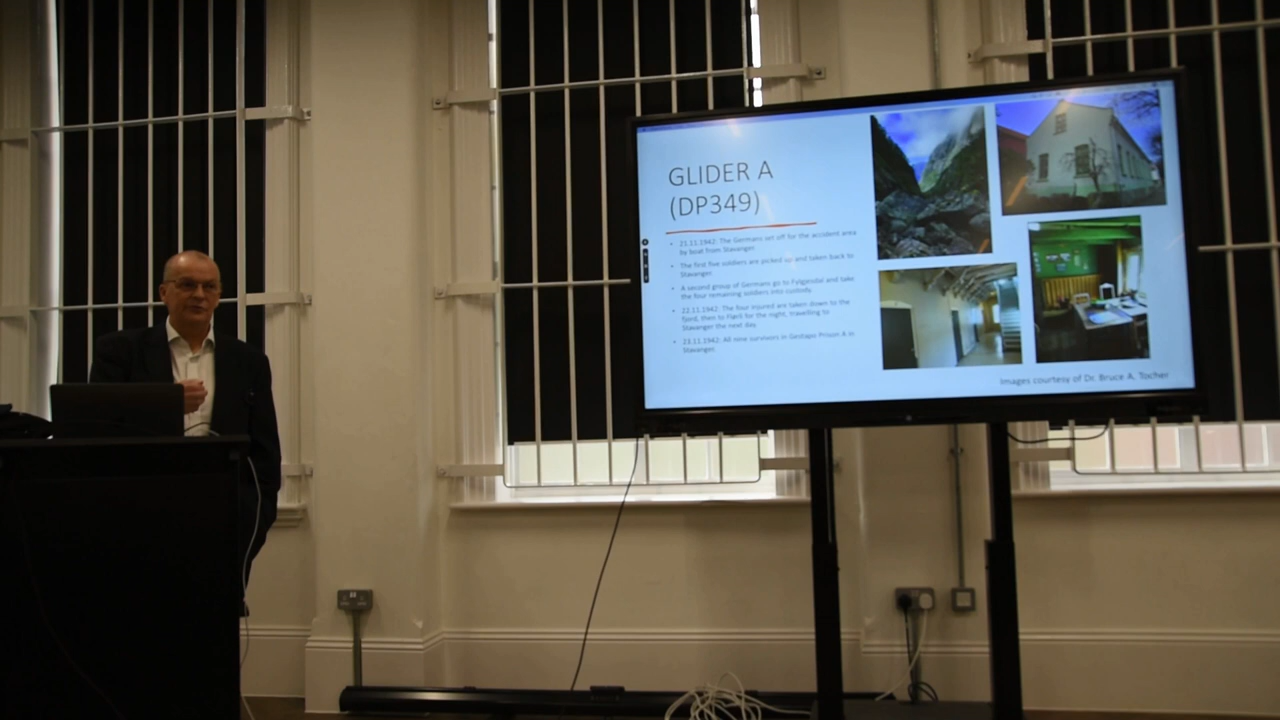 GLIDER A
(DP349)
• 21.11.1942: The Germans set off for the accident area
by boat from Stavanger.
• The first five soldiers are picked up and taken back to
Stavanger.
• A second group of Germans go to Fylgjesdal and take
the four remaining soldiers into custody.
• 22.11.1942: The four injured are taken down to the
fjord, then to Flørli for the night, travelling to
Stavanger the next day.
• 23.11.1942: All nine survivors in Gestapo Prison A in
Stavanger.
Images courtesy of Dr. Bruce A. Tocher